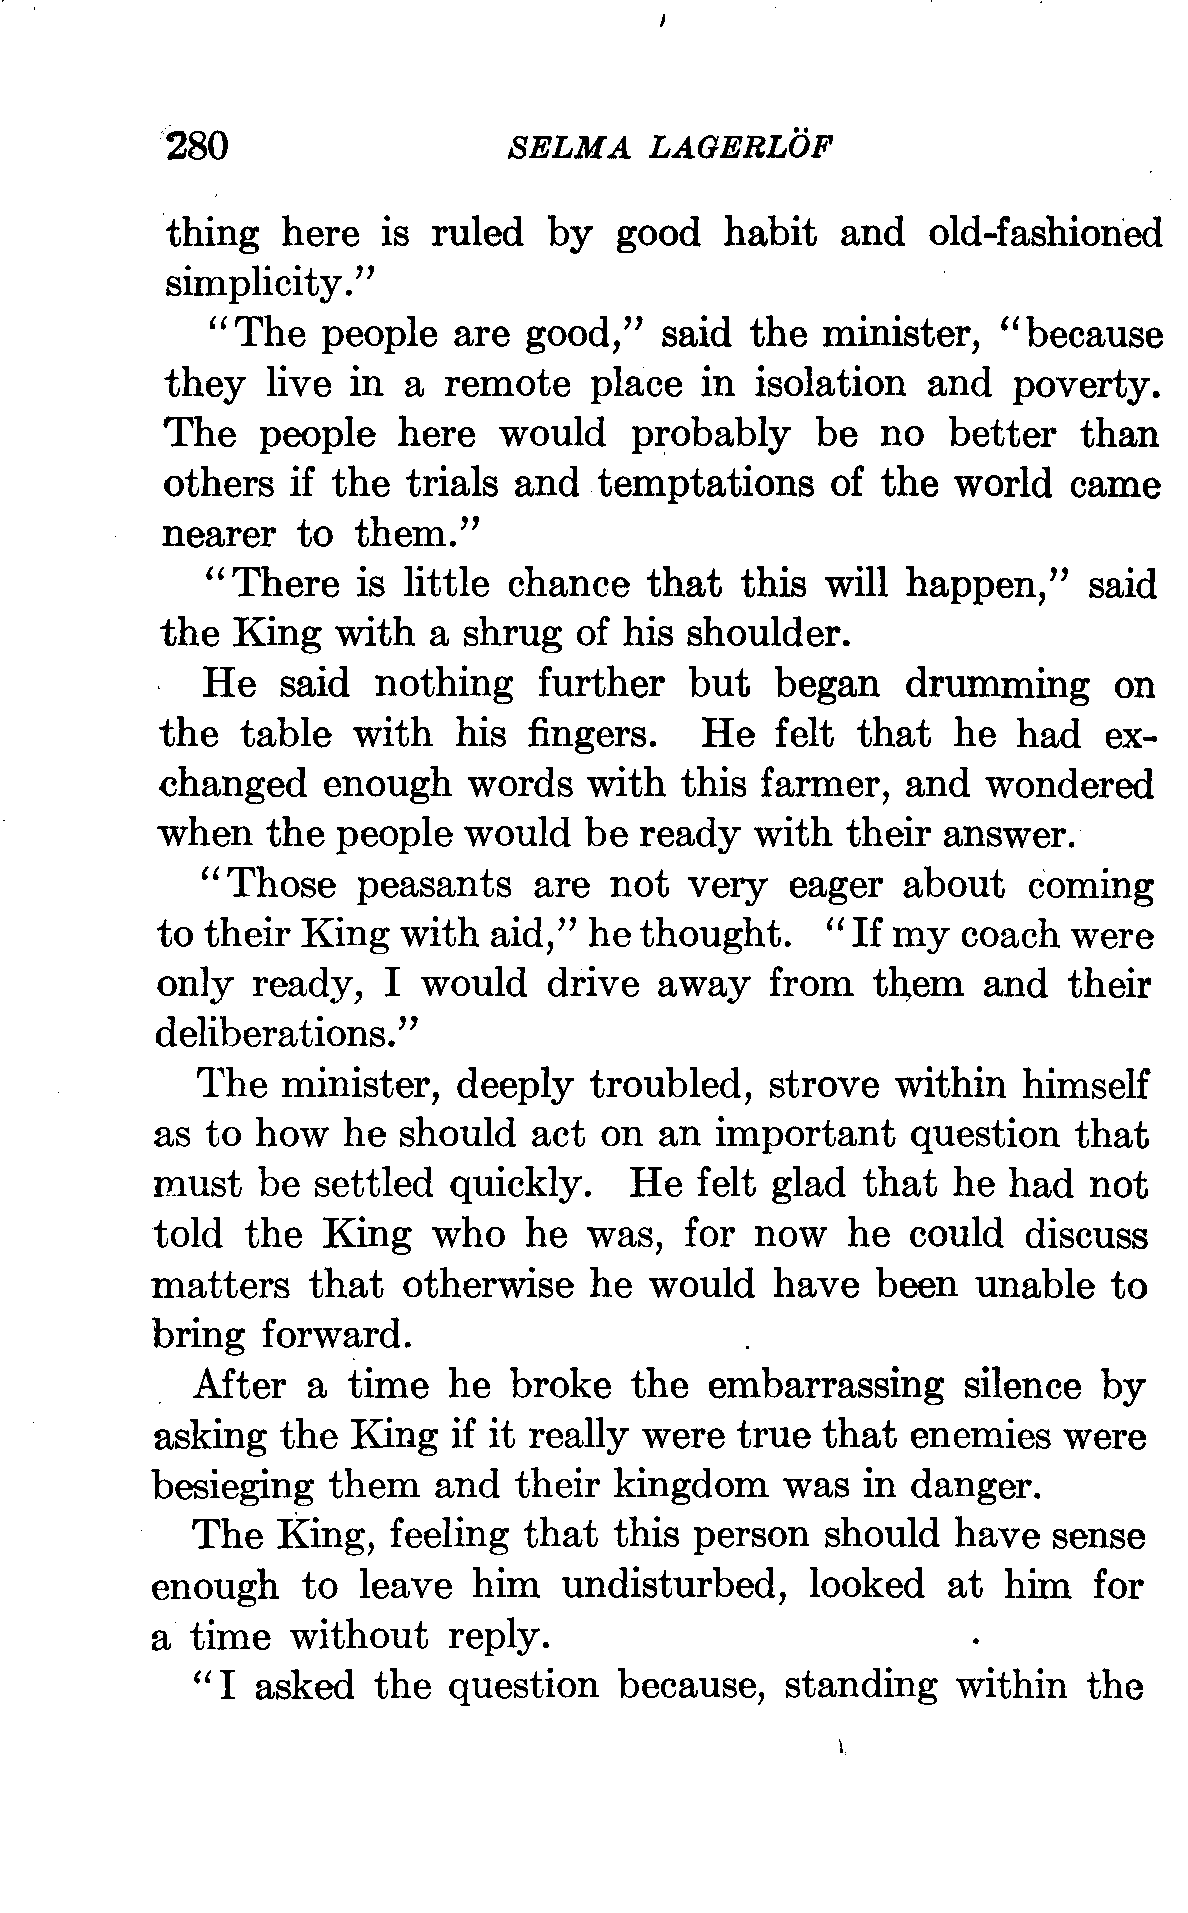 280 SELMA LAGERLÖF
thing here is ruled by good habit and old-fashioned
simplicity."
"The people are good," said the minister, "because
they live in a remote place in isolation and poverty.
The people here would probably be no better than
others if the trials and temptations of the world came
nearer to them."
"There is little chance that this will happen," said
the King with a shrug of his shoulder.
He said nothing further but began drumming on
the table with his fingers. He felt that he had ex-
changed enough words with this farmer, and wondered
when the people would be ready with their answer.
"Those peasants are not very eager about coming
to their King with aid," he thought. "If my coach were
only ready, I would drive away from them and their
deliberations."
The minister, deeply troubled, strove within himself
as to how he should act on an important question that
must be settled quickly. He felt glad that he had not
told the King who he was, for now he could discuss
matters that otherwise he would have been unable to
bring forward.
After a time he broke the embarrassing silence by
asking the King if it really were true that enemies were
besieging them and their kingdom was in danger.
The King, feeling that this person should have sense
enough to leave him undisturbed, looked at him for
a time without reply.
"I asked the question because, standing within the